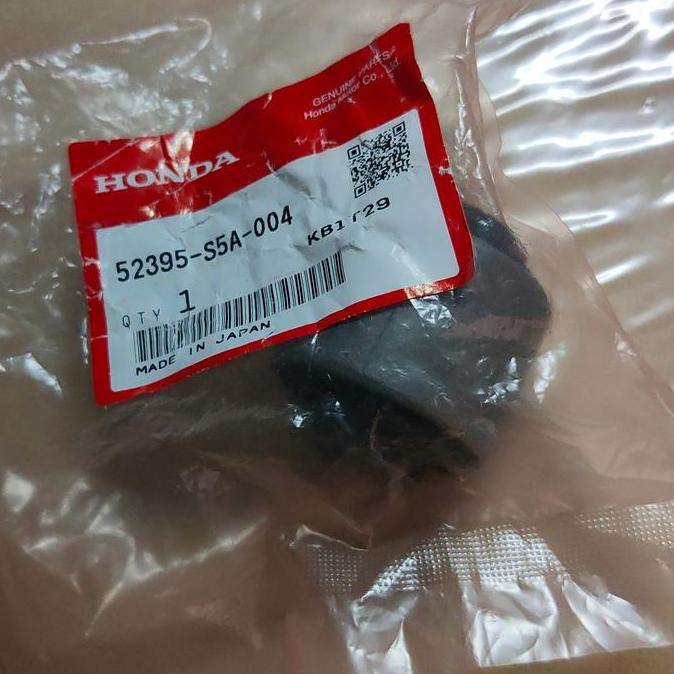 GENUINE PARTS
Honda Motor Co., Ltd.
HONDA
52395-S5A-004
KB1T29
QTY 1
MADE IN JAPAN